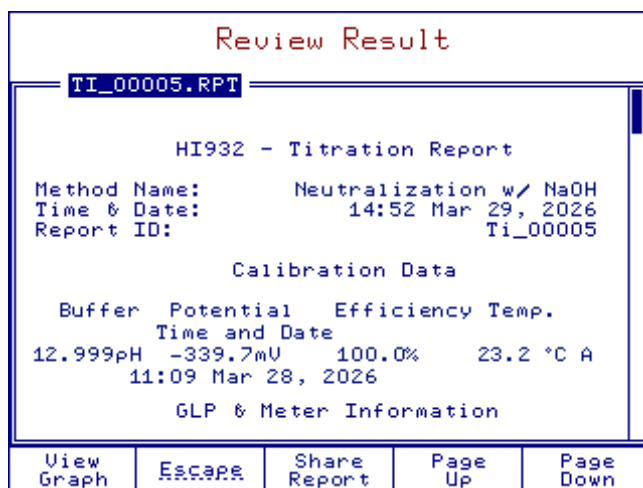 Review Result
TI_00005.RPT
HI932 - Titration Report
Method Name: Neutralization w/ NaOH
Time & Date: 14:52 Mar 29, 2026
Report ID: Ti_00005
Calibration Data
Buffer Potential Efficiency Temp.
Time and Date
12.999pH -339.7mV 100.0% 23.2 °C A
11:09 Mar 28, 2026
GLP & Meter Information
View Graph Escape Share Report Page Up Page Down